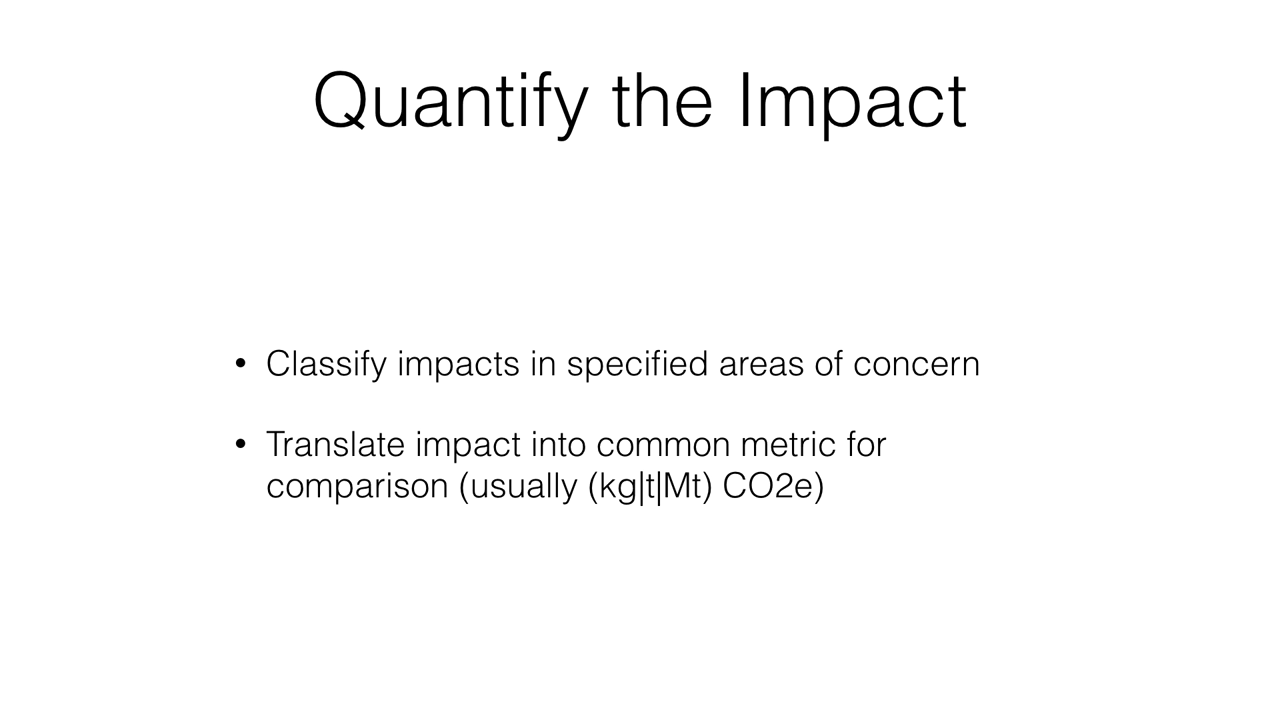 Quantify the Impact
• Classify impacts in specified areas of concern
• Translate impact into common metric for
comparison (usually (kg|t|Mt) CO2e)